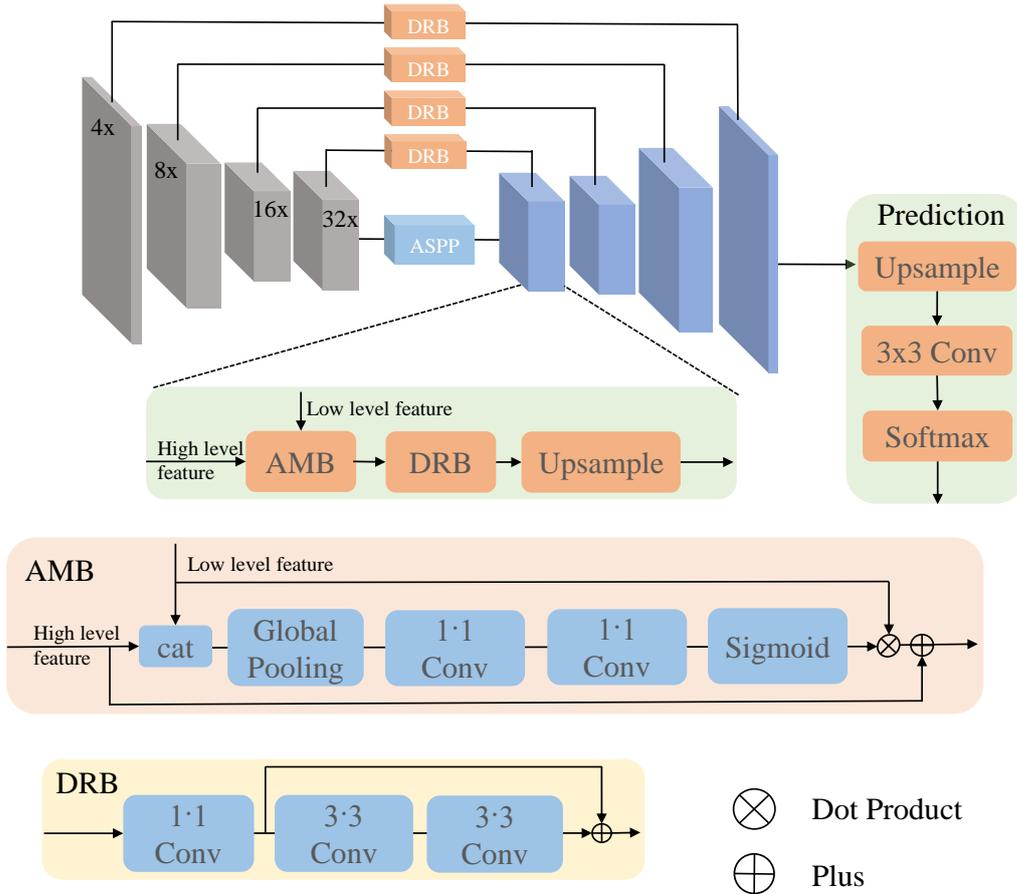 DRB
DRB
DRB
DRB
4x
8x
16x
32x
ASPP
Prediction
Upsample
3x3 Conv
Softmax
Low level feature
High level
feature
AMB
DRB
Upsample
AMB
Low level feature
High level
feature
cat
Global
Pooling
1·1
Conv
1·1
Conv
Sigmoid
DRB
1·1
Conv
3·3
Conv
3·3
Conv
Dot Product
Plus